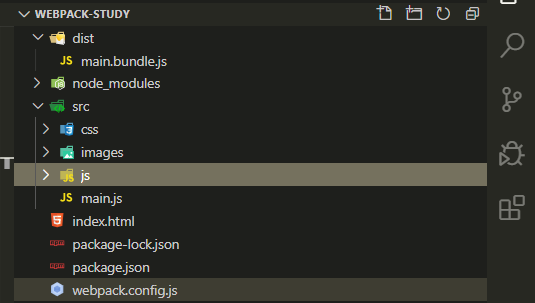 WEBPACK-STUDY
dist
JS main.bundle.js
node_modules
src
css
images
js
JS main.js
index.html
package-lock.json
package.json
webpack.config.js